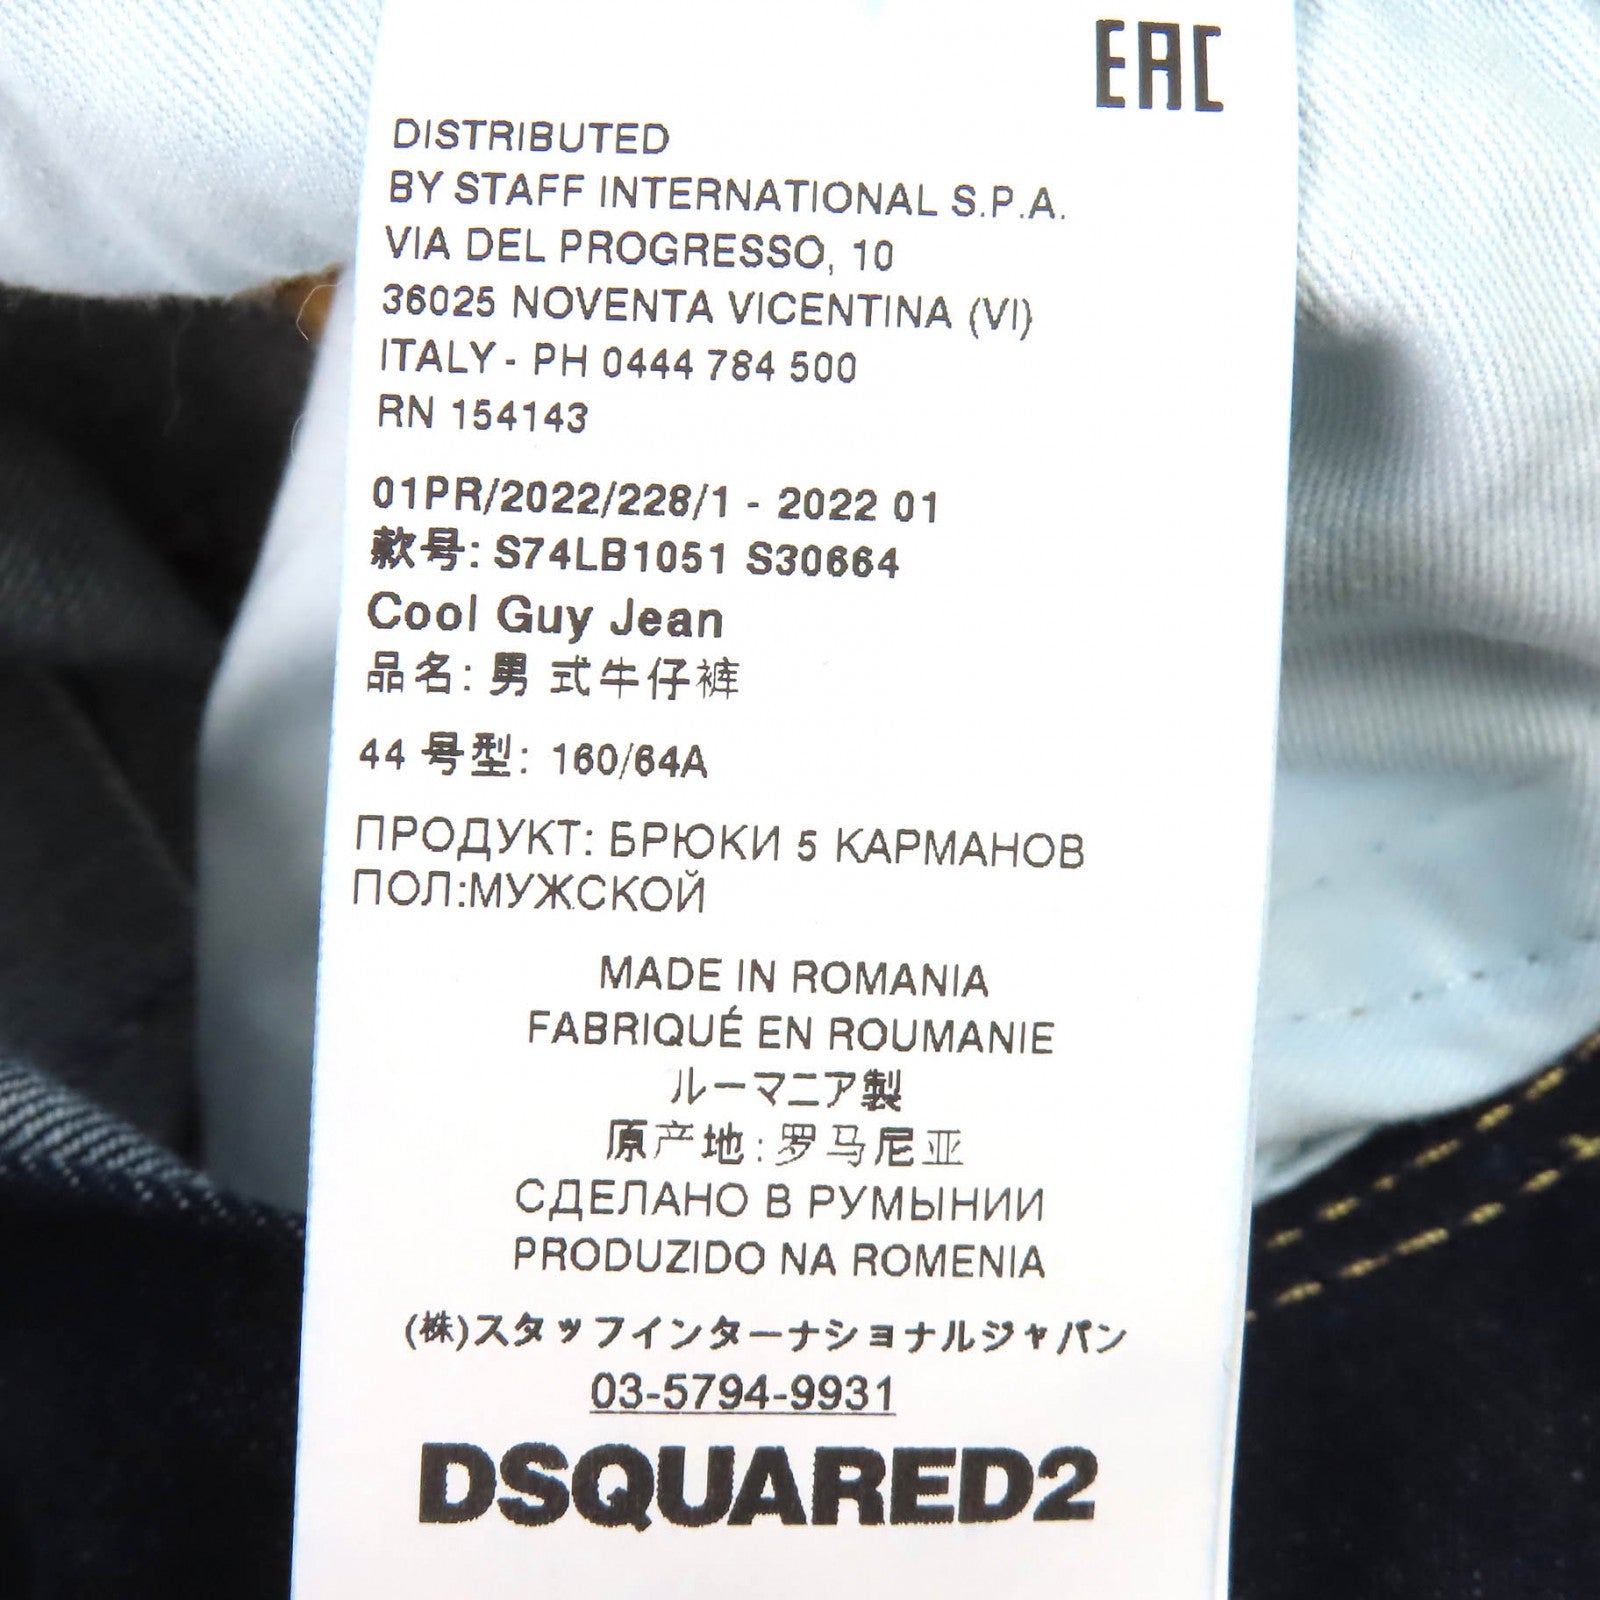 EAC
DISTRIBUTED
BY STAFF INTERNATIONAL S.P.A.
VIA DEL PROGRESSO, 10
36025 NOVENTA VICENTINA (VI)
ITALY - PH 0444 784 500
RN 154143
01PR/2022/228/1 - 2022 01
款号: S74LB1051 S30664
Cool Guy Jean
品名: 男 式牛仔裤
44 号型: 160/64A
ПРОДУКТ: БРЮКИ 5 КАРМАНОВ
ПОЛ:МУЖСКОЙ
MADE IN ROMANIA
FABRIQUÉ EN ROUMANIE
ルーマニア製
原产地: 罗马尼亚
СДЕЛАНО В РУМЫНИИ
PRODUZIDO NA ROMENIA
(株)スタッフインターナショナルジャパン
03-5794-9931
DSQUARED2